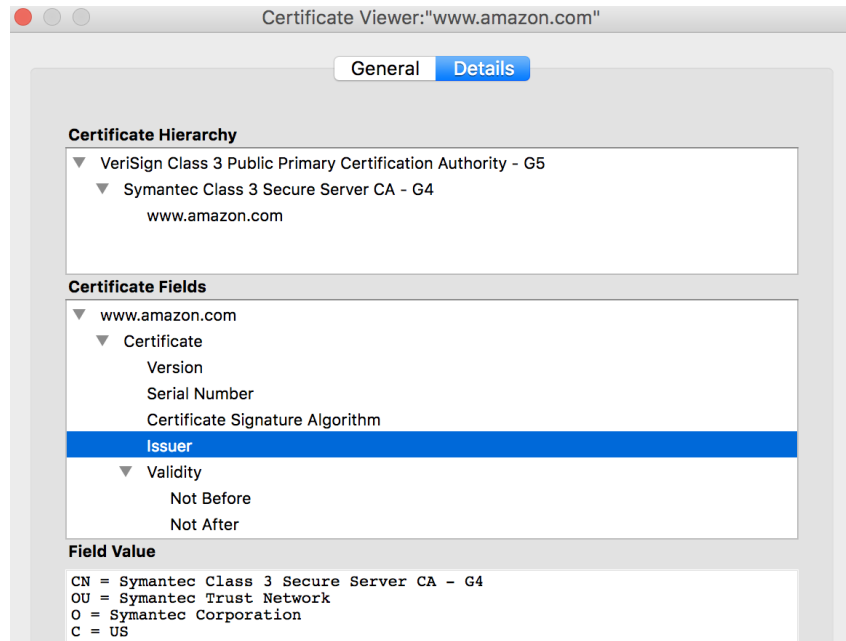 Certificate Viewer:"www.amazon.com"
General Details
Certificate Hierarchy
VeriSign Class 3 Public Primary Certification Authority - G5
Symantec Class 3 Secure Server CA - G4
www.amazon.com
Certificate Fields
www.amazon.com
Certificate
Version
Serial Number
Certificate Signature Algorithm
Issuer
Validity
Not Before
Not After
Field Value
CN = Symantec Class 3 Secure Server CA - G4
OU = Symantec Trust Network
O = Symantec Corporation
C = US